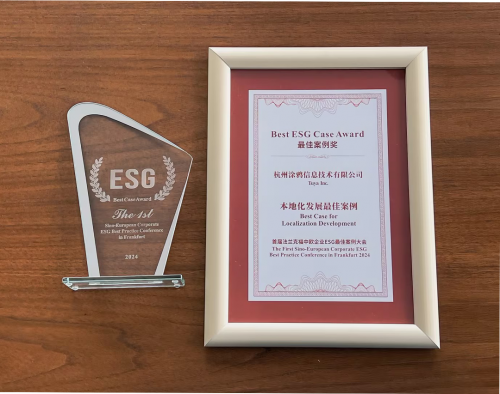 ESG
Best Case Award
The 1st
Sino-European Corporate
ESG Best Practice Conference
in Frankfurt
2024
Best ESG Case Award
最佳案例奖
杭州涂鸦信息技术有限公司
Tuya Inc.
本地化发展最佳案例
Best Case for
Localization Development
首届法兰克福中欧企业ESG最佳案例大会
The First Sino-European Corporate ESG
Best Practice Conference in Frankfurt 2024